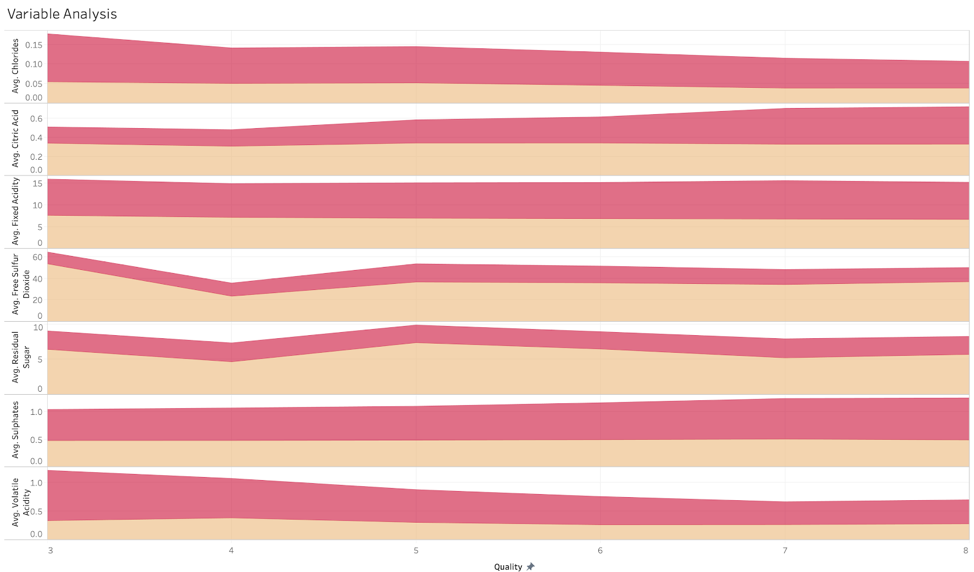 Variable Analysis
Avg. Chlorides
0.15
0.10
0.05
0.00
Avg. Citric Acid
0.6
0.4
0.2
0.0
Avg. Fixed Acidity
15
10
5
0
Avg. Free Sulfur
Dioxide
60
40
20
0
Avg. Residual
Sugar
10
5
0
Avg. Sulphates
1.0
0.5
0.0
Avg. Volatile
Acidity
1.0
0.5
0.0
3 4 5 6 7 8
Quality